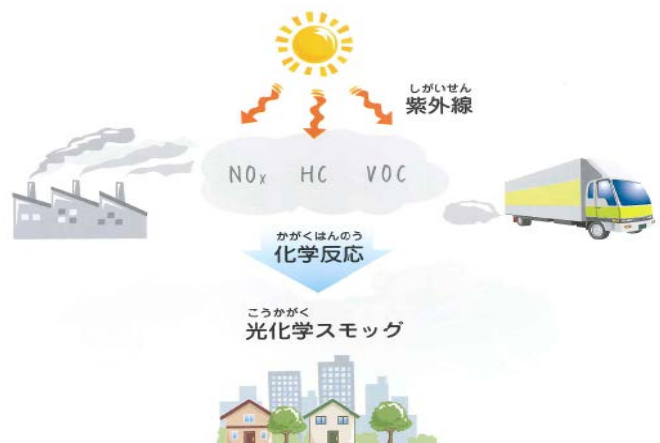 しがいせん
紫外線
NOx HC VOC
かがくはんのう
化学反応
こうかがく
光化学スモッグ